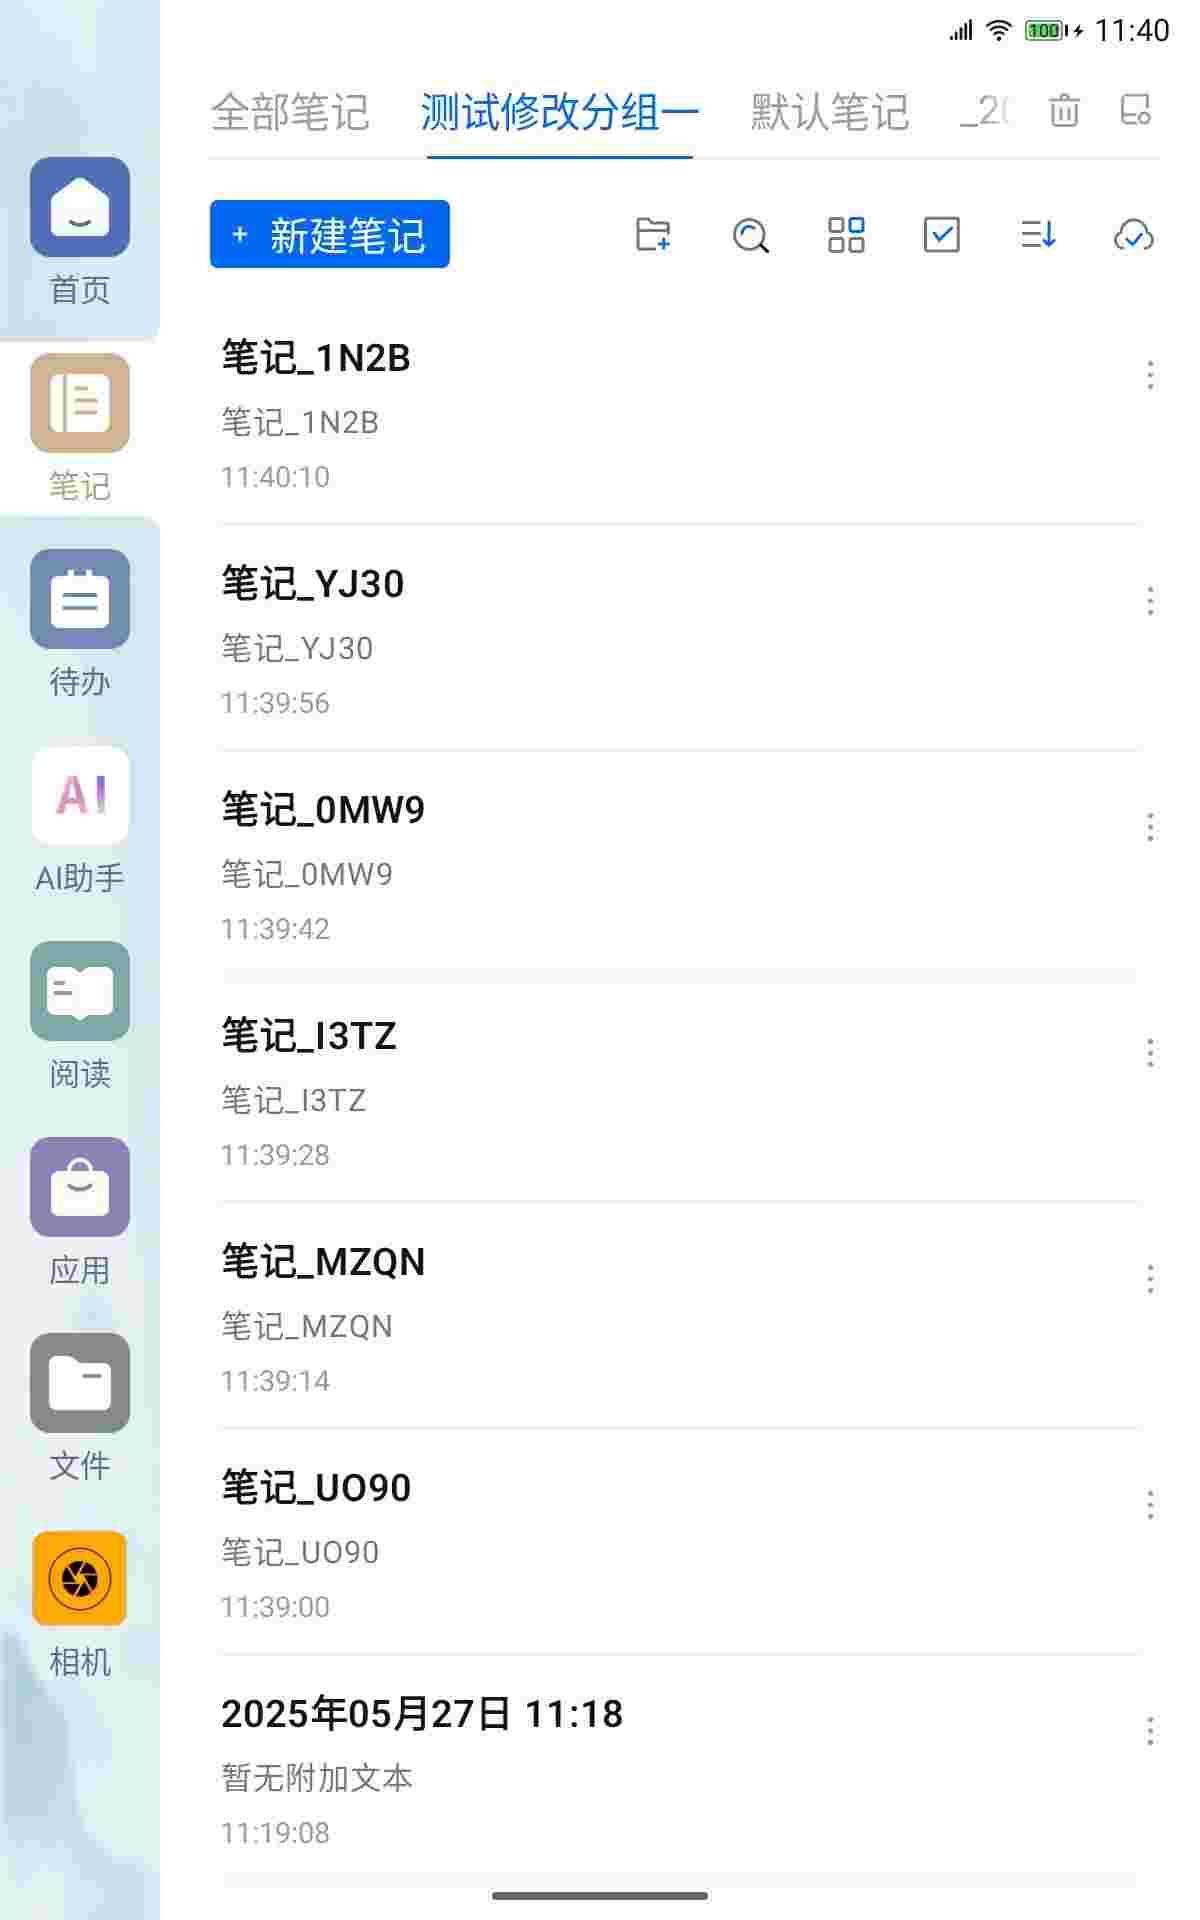 100 11:40
全部笔记 测试修改分组一 默认笔记 _20
+ 新建笔记
首页
笔记
待办
AI
AI助手
阅读
应用
文件
相机
笔记_1N2B
笔记_1N2B
11:40:10
笔记_YJ30
笔记_YJ30
11:39:56
笔记_0MW9
笔记_0MW9
11:39:42
笔记_I3TZ
笔记_I3TZ
11:39:28
笔记_MZQN
笔记_MZQN
11:39:14
笔记_UO90
笔记_UO90
11:39:00
2025年05月27日 11:18
暂无附加文本
11:19:08